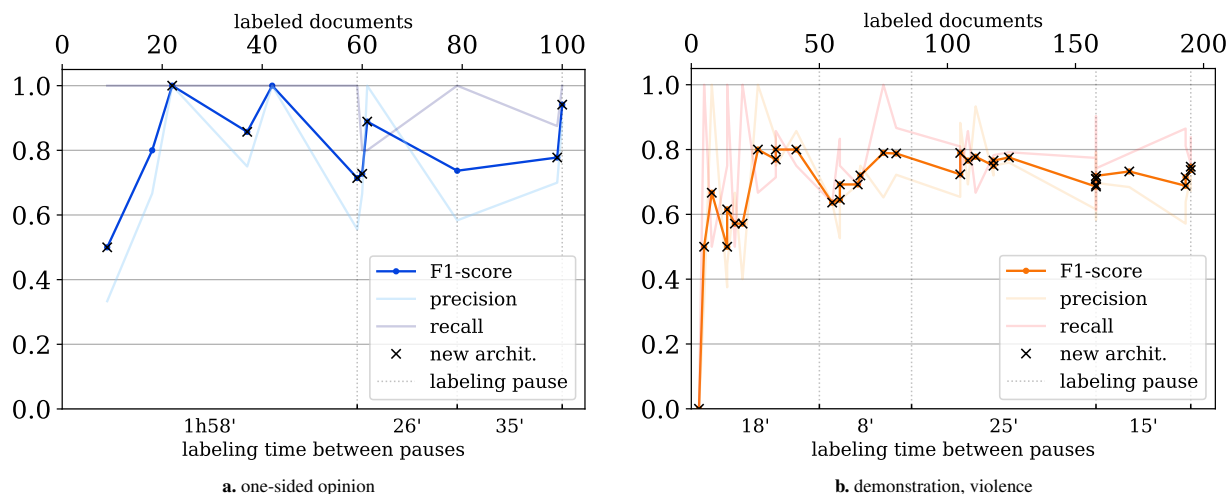 labeled documents
0 20 40 60 80 100
1.0
0.8
0.6
0.4
0.2
0.0
F1-score
precision
recall
new archit.
labeling pause
1h58' 26' 35'
labeling time between pauses
a. one-sided opinion
labeled documents
0 50 100 150 200
1.0
0.8
0.6
0.4
0.2
0.0
F1-score
precision
recall
new archit.
labeling pause
18' 8' 25' 15'
labeling time between pauses
b. demonstration, violence